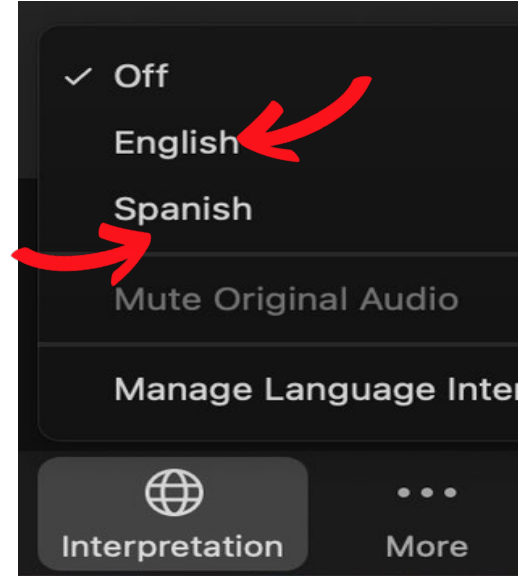 Off
English
Spanish
Mute Original Audio
Manage Language Inter
Interpretation
More